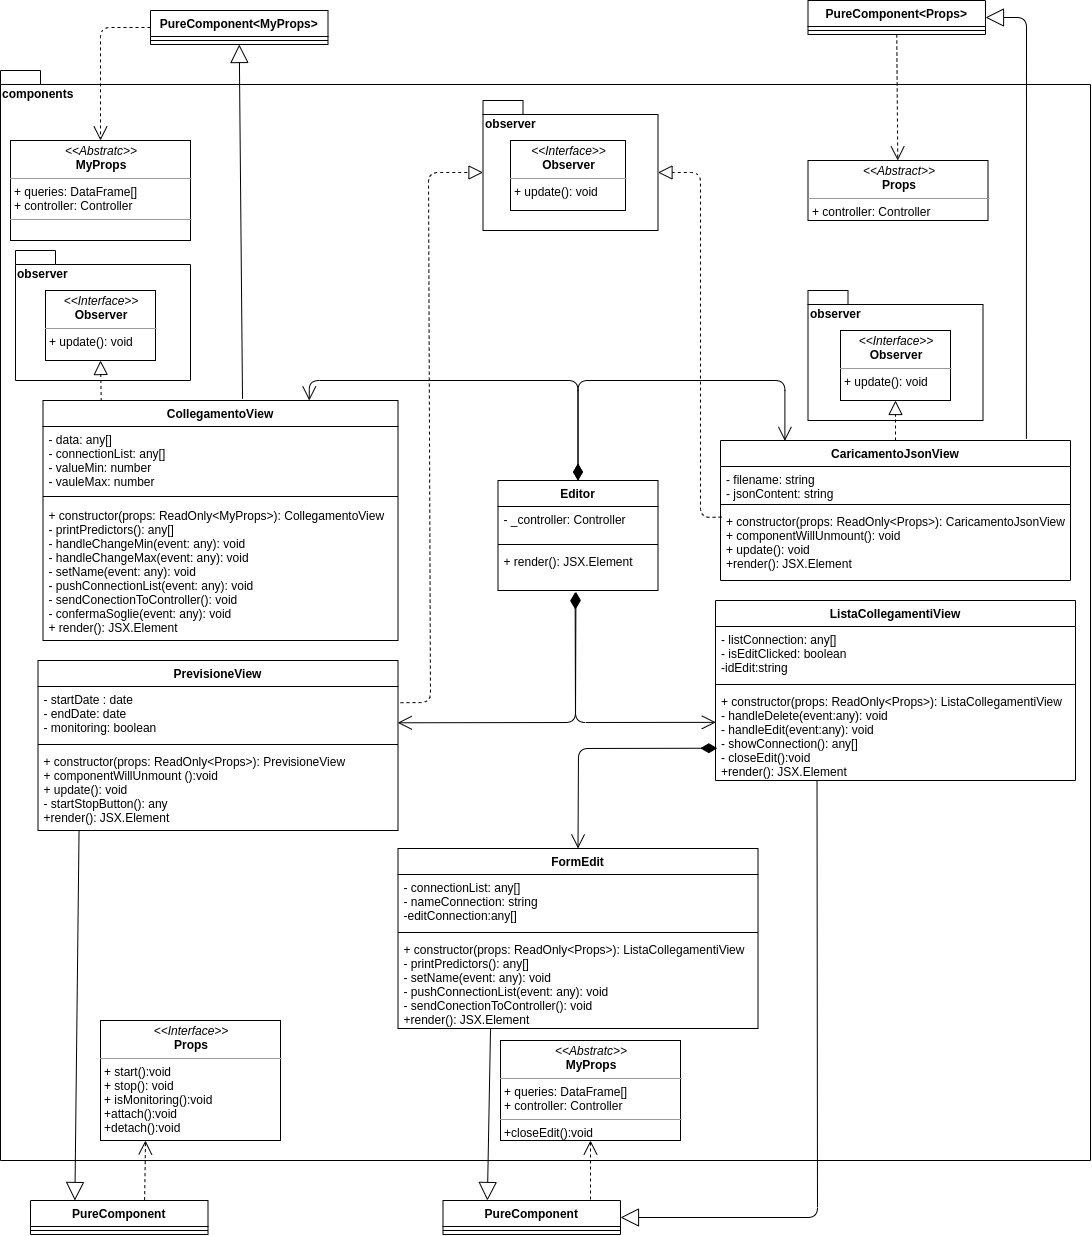 PureComponent<MyProps>
PureComponent<Props>
components
<<Abstratc>>
MyProps
+ queries: DataFrame[]
+ controller: Controller
observer
<<Interface>>
Observer
+ update(): void
<<Abstract>>
Props
+ controller: Controller
observer
<<Interface>>
Observer
+ update(): void
observer
<<Interface>>
Observer
+ update(): void
CollegamentoView
- data: any[]
- connectionList: any[]
- valueMin: number
- vauleMax: number
+ constructor(props: ReadOnly<MyProps>): CollegamentoView
- printPredictors(): any[]
- handleChangeMin(event: any): void
- handleChangeMax(event: any): void
- setName(event: any): void
- pushConnectionList(event: any): void
- sendConectionToController(): void
- confermaSoglie(event: any): void
+ render(): JSX.Element
Editor
- _controller: Controller
+ render(): JSX.Element
CaricamentoJsonView
- filename: string
- jsonContent: string
+ constructor(props: ReadOnly<Props>): CaricamentoJsonView
+ componentWillUnmount(): void
+ update(): void
+render(): JSX.Element
ListaCollegamentiView
- listConnection: any[]
- isEditClicked: boolean
-idEdit:string
+ constructor(props: ReadOnly<Props>): ListaCollegamentiView
- handleDelete(event:any): void
- handleEdit(event:any): void
- showConnection(): any[]
- closeEdit():void
+render(): JSX.Element
PrevisioneView
- startDate : date
- endDate: date
- monitoring: boolean
+ constructor(props: ReadOnly<Props>): PrevisioneView
+ componentWillUnmount ():void
+ update(): void
- startStopButton(): any
+render(): JSX.Element
FormEdit
- connectionList: any[]
- nameConnection: string
-editConnection:any[]
+ constructor(props: ReadOnly<Props>): ListaCollegamentiView
- printPredictors(): any[]
- setName(event: any): void
- pushConnectionList(event: any): void
- sendConectionToController(): void
+render(): JSX.Element
<<Interface>>
Props
+ start():void
+ stop(): void
+ isMonitoring():void
+attach():void
+detach():void
<<Abstratc>>
MyProps
+ queries: DataFrame[]
+ controller: Controller
+closeEdit():void
PureComponent
PureComponent